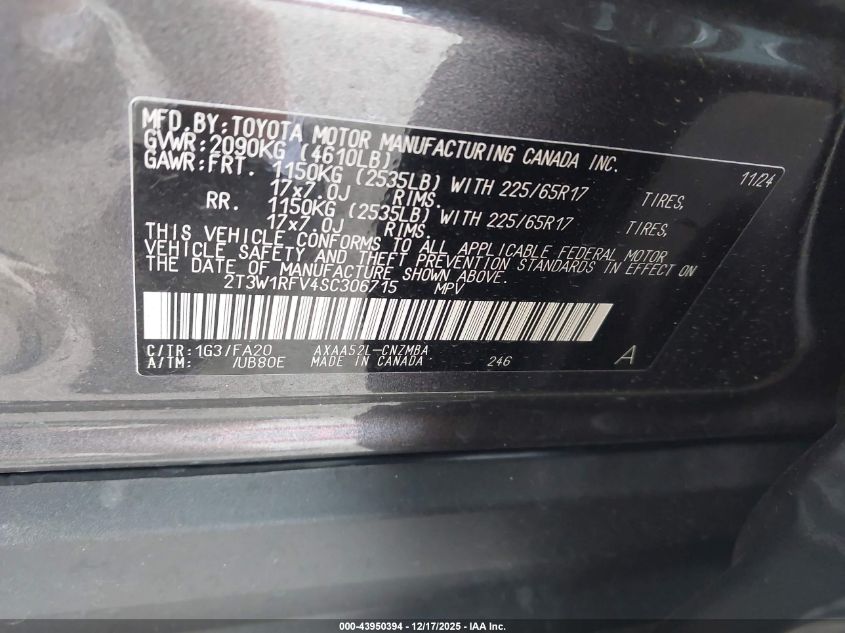 MFD.BY:TOYOTA MOTOR MANUFACTURING CANADA INC.
GVWR:2090KG (4610LB) 11/24
GAWR:FRT. 1150KG (2535LB) WITH 225/65R17 TIRES,
17x7.0J RIMS.
RR. 1150KG (2535LB) WITH 225/65R17 TIRES,
17x7.0J RIMS.
THIS VEHICLE CONFORMS TO ALL APPLICABLE FEDERAL MOTOR
VEHICLE SAFETY AND THEFT PREVENTION STANDARDS IN EFFECT ON
THE DATE OF MANUFACTURE SHOWN ABOVE.
2T3W1RFV4SC306715 MPV
C/TR:1G3/FA20 AXAA52L-CNZMBA
A/TM: /UB80E MADE IN CANADA 246 A
000-43950394 - 12/17/2025 - IAA Inc.